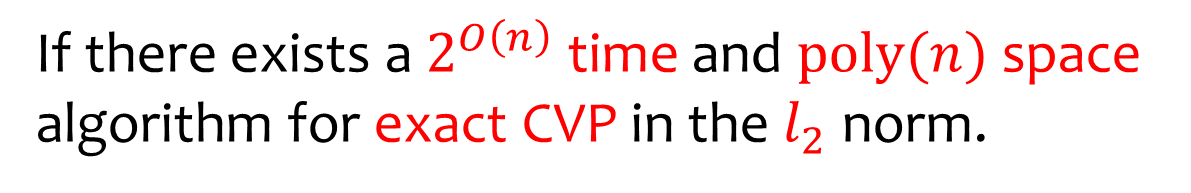 If there exists a $2^{O(n)}$ time and poly$(n)$ space
algorithm for exact CVP in the $l_2$ norm.